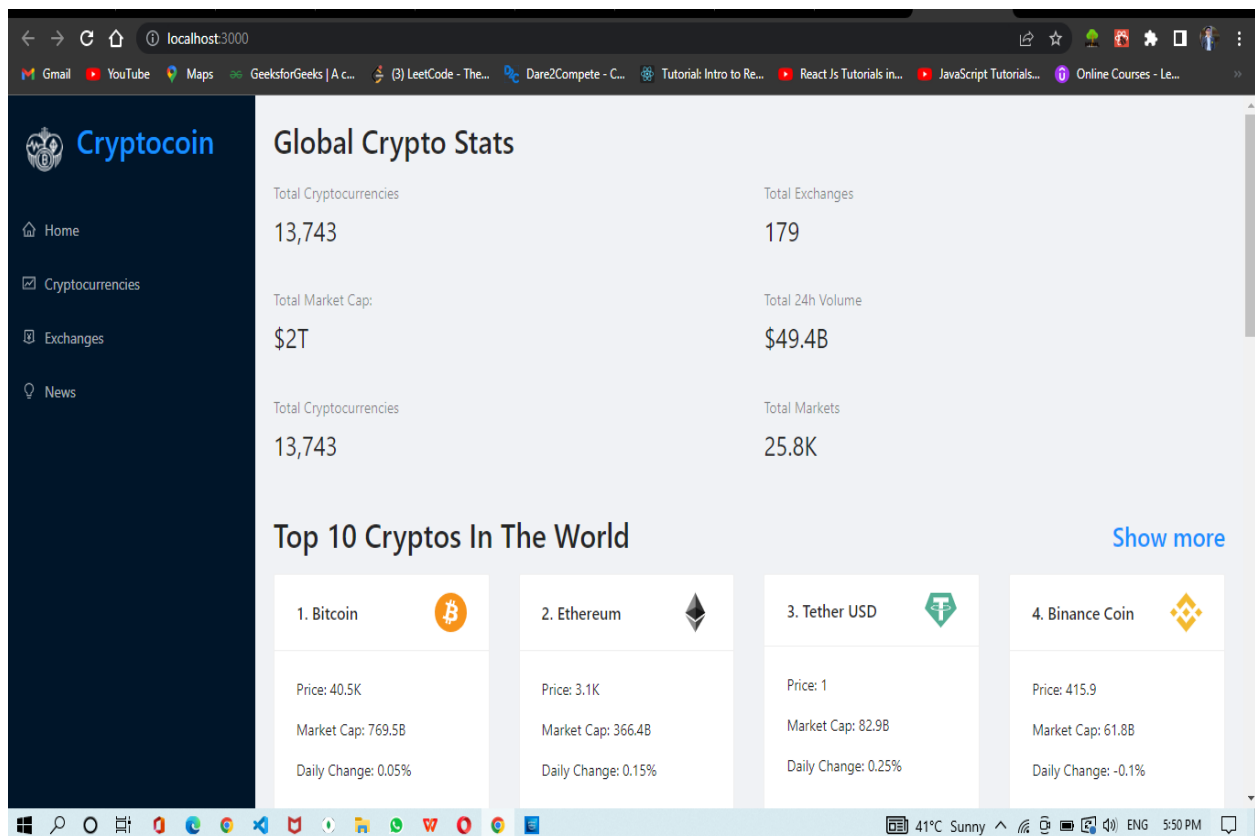 localhost:3000
Gmail YouTube Maps GeeksforGeeks | A c... (3) LeetCode - The... Dare2Compete - C... Tutorial: Intro to Re... React Js Tutorials in... JavaScript Tutorials... Online Courses - Le... »
Cryptocoin
Home
Cryptocurrencies
Exchanges
News
Global Crypto Stats
Total Cryptocurrencies Total Exchanges
13,743 179
Total Market Cap: Total 24h Volume
$2T $49.4B
Total Cryptocurrencies Total Markets
13,743 25.8K
Top 10 Cryptos In The World Show more
1. Bitcoin 2. Ethereum 3. Tether USD 4. Binance Coin
Price: 40.5K Price: 3.1K Price: 1 Price: 415.9
Market Cap: 769.5B Market Cap: 366.4B Market Cap: 82.9B Market Cap: 61.8B
Daily Change: 0.05% Daily Change: 0.15% Daily Change: 0.25% Daily Change: -0.1%
41°C Sunny ENG 5:50 PM